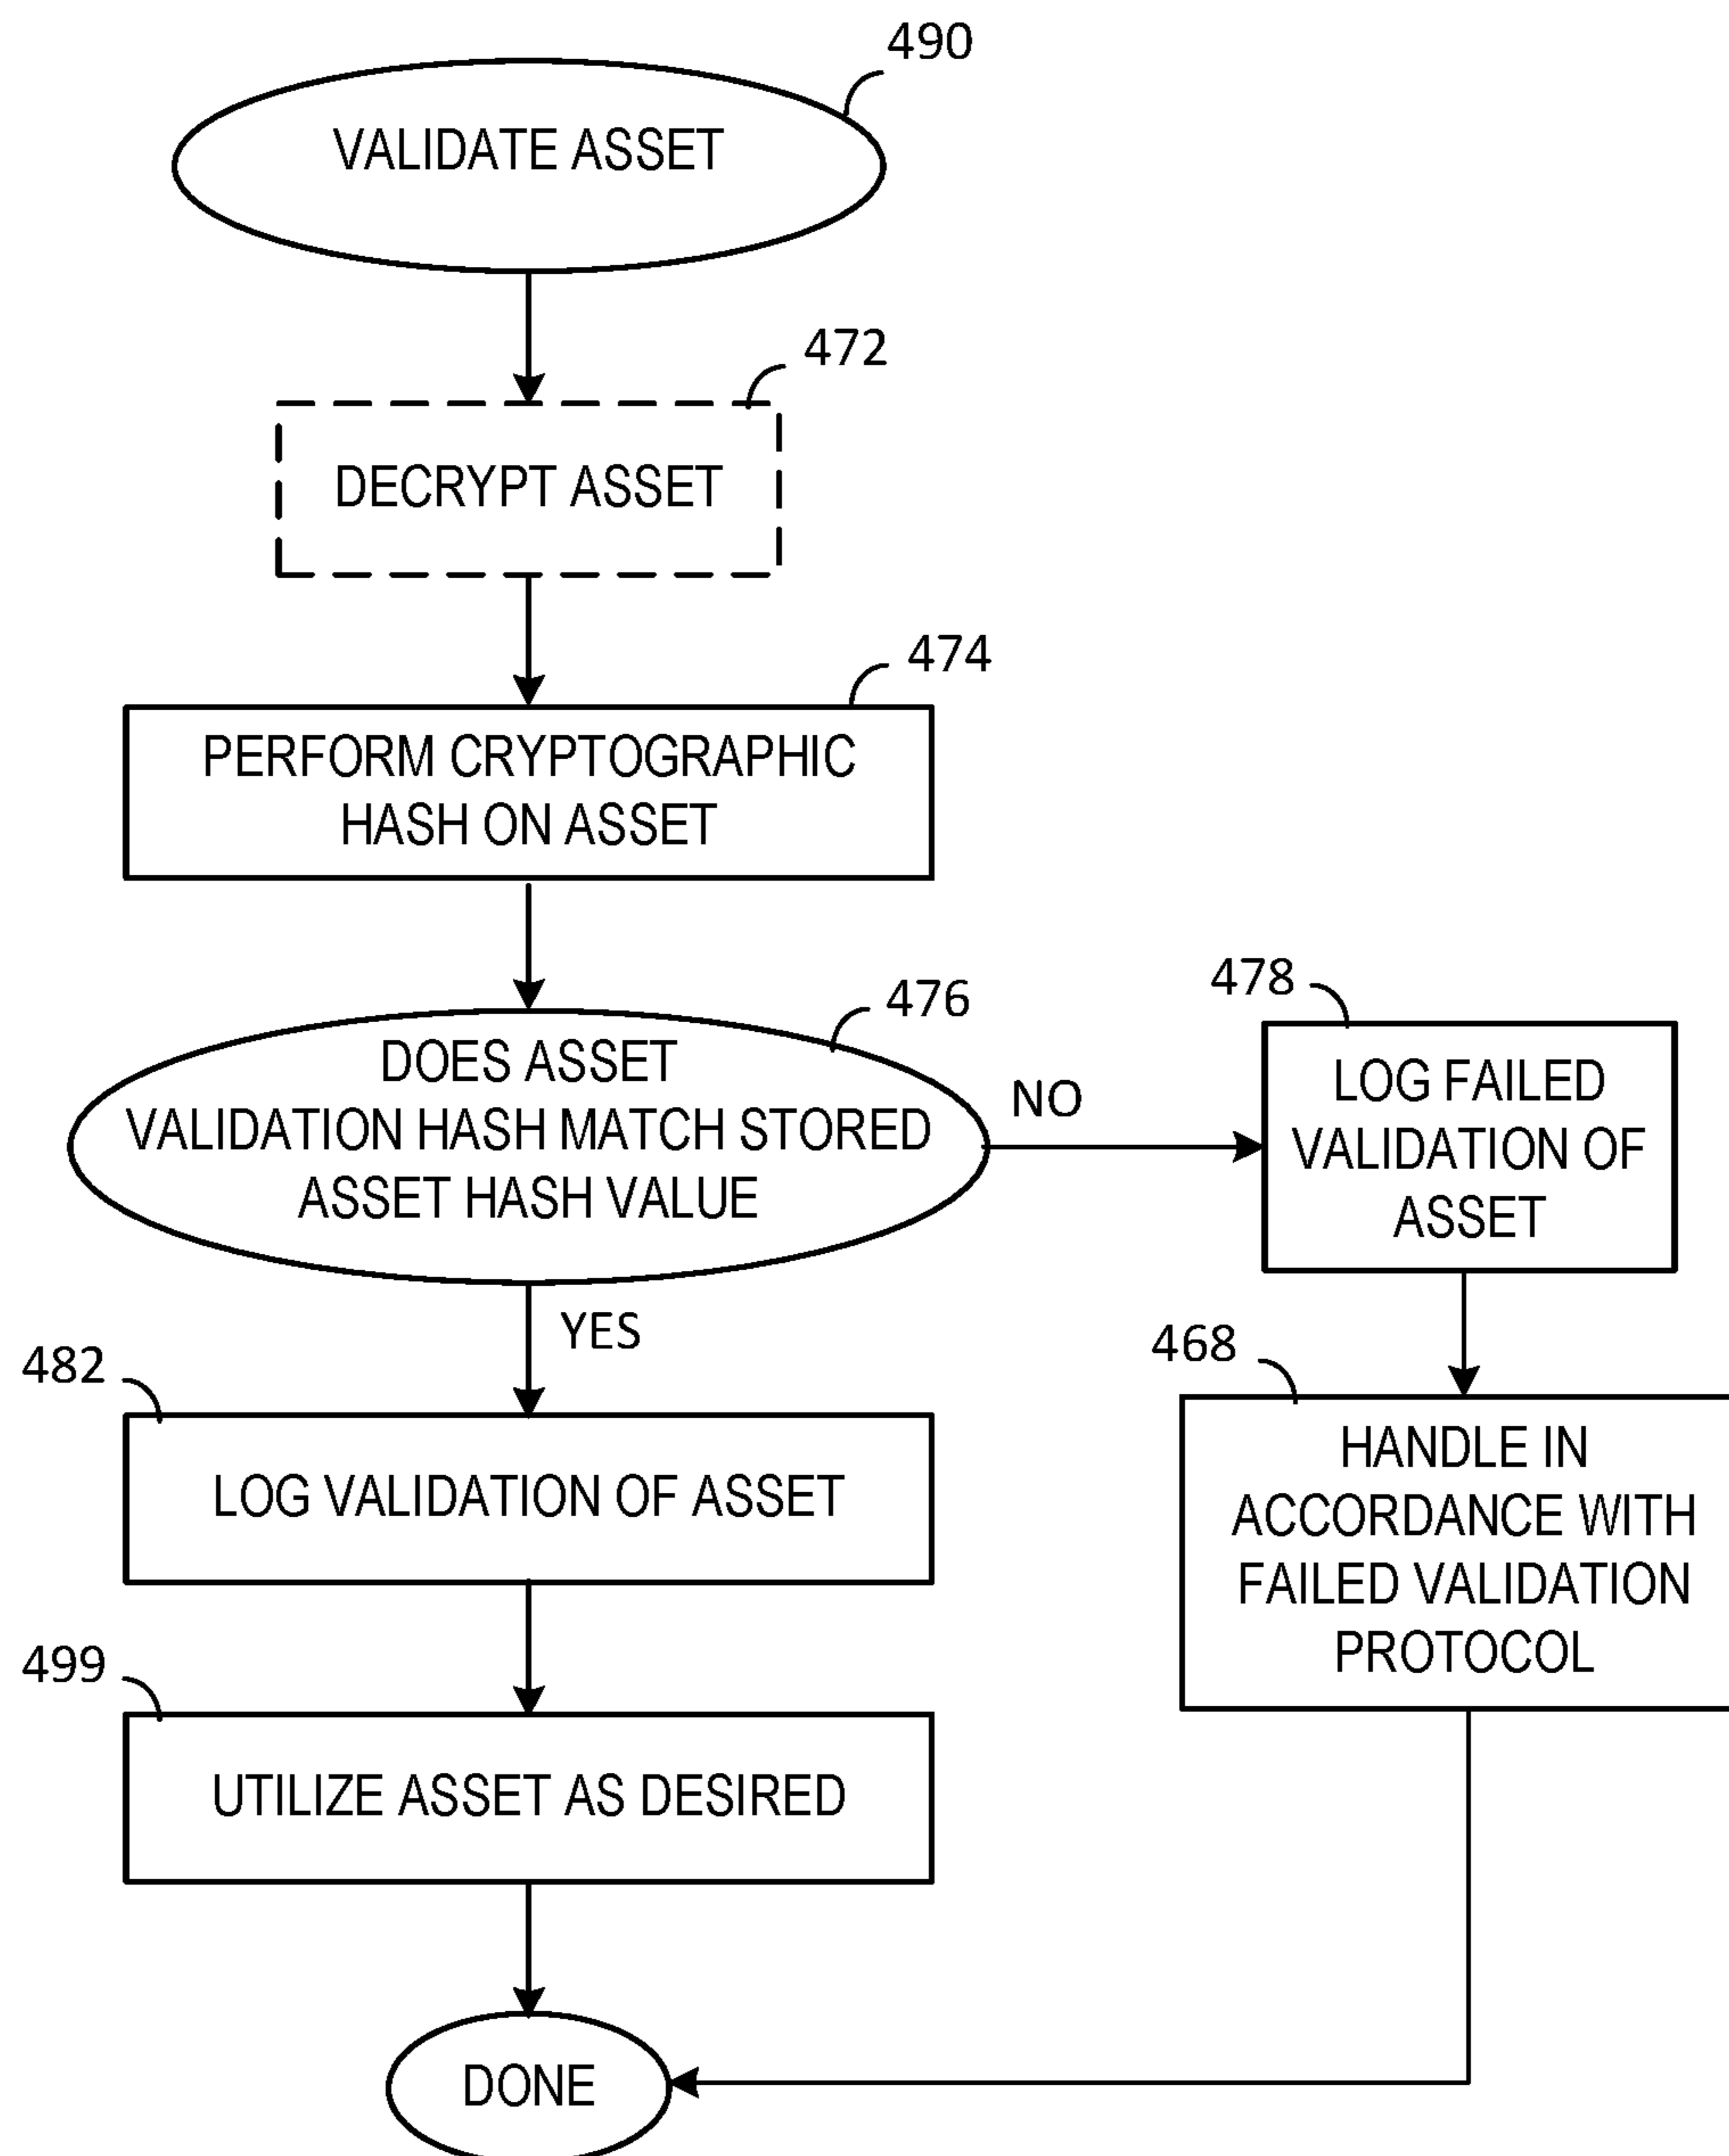 490
VALIDATE ASSET
472
DECRYPT ASSET
474
PERFORM CRYPTOGRAPHIC
HASH ON ASSET
476
DOES ASSET
VALIDATION HASH MATCH STORED
ASSET HASH VALUE
NO
478
LOG FAILED
VALIDATION OF
ASSET
YES
482
LOG VALIDATION OF ASSET
468
HANDLE IN
ACCORDANCE WITH
FAILED VALIDATION
PROTOCOL
499
UTILIZE ASSET AS DESIRED
DONE